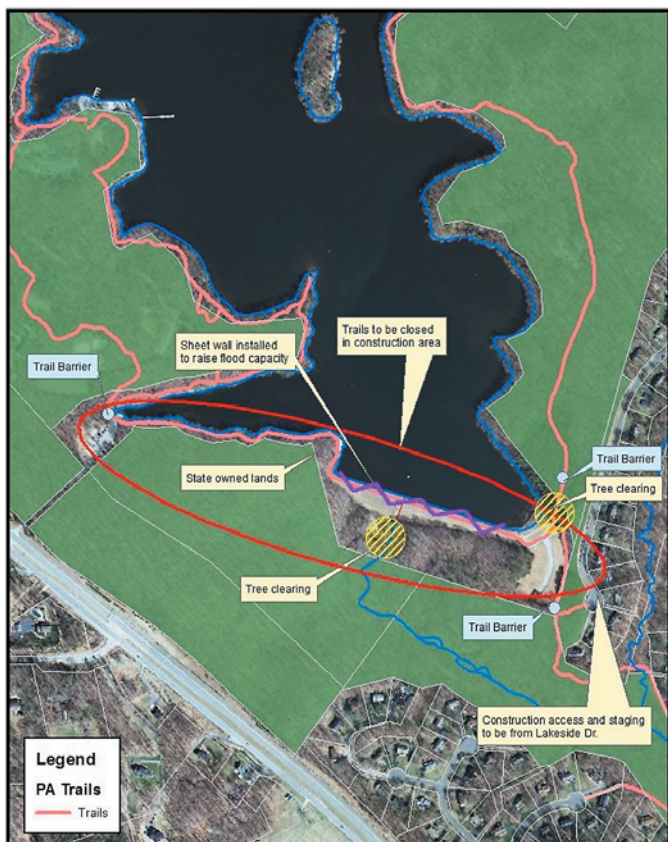 Sheet wall installed
to raise flood capacity
Trails to be closed
in construction area
Trail Barrier
State owned lands
Trail Barrier
Tree clearing
Tree clearing
Trail Barrier
Construction access and staging
to be from Lakeside Dr.
Legend
PA Trails
Trails